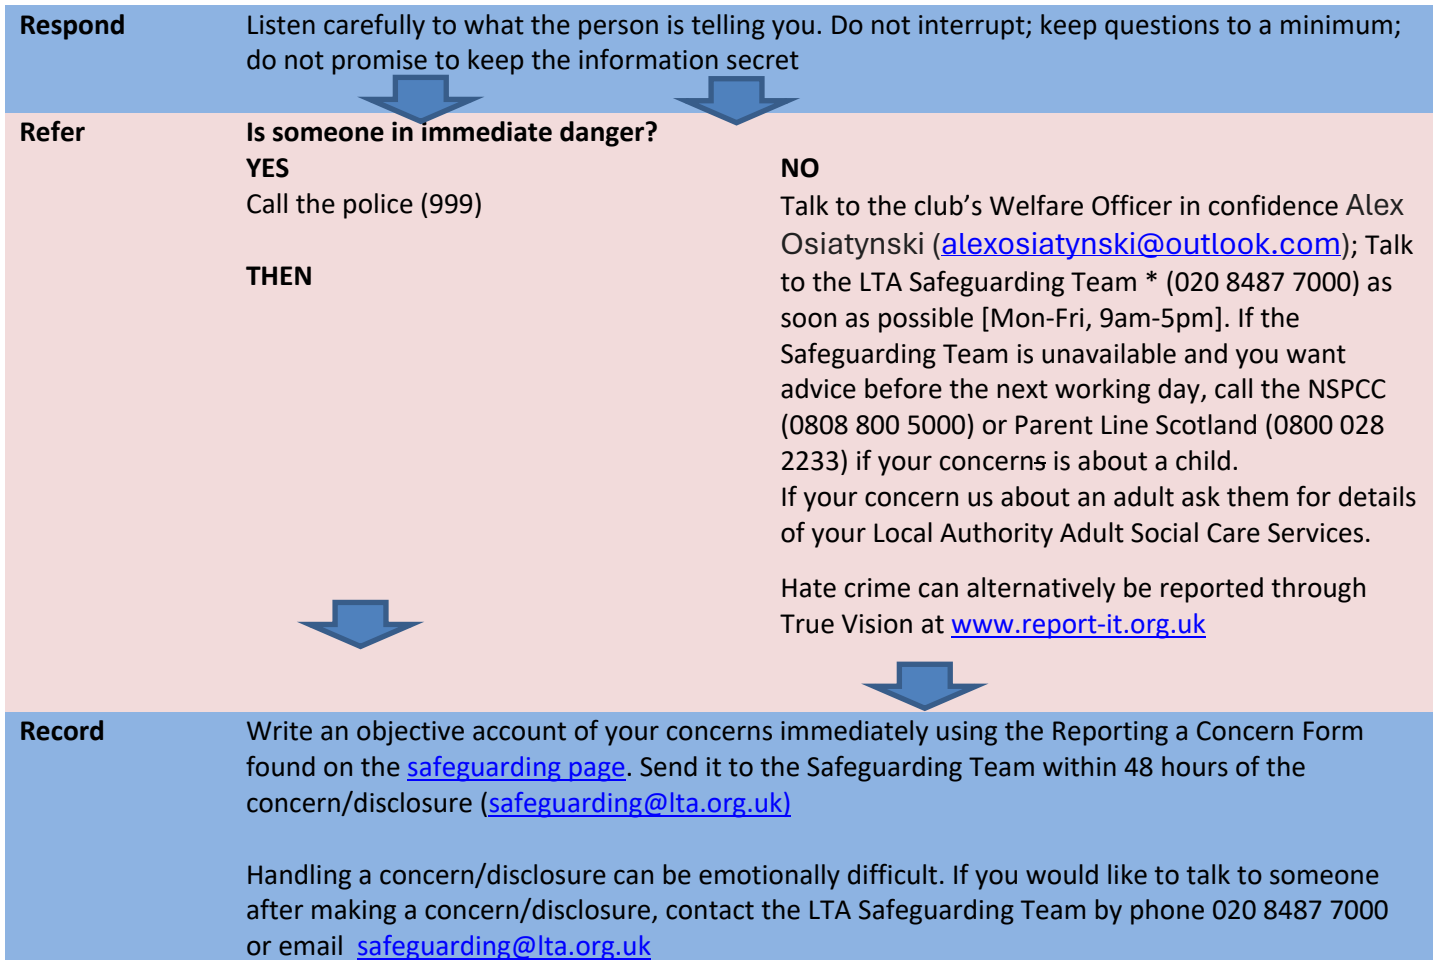 Respond Listen carefully to what the person is telling you. Do not interrupt; keep questions to a minimum;
do not promise to keep the information secret
Refer Is someone in immediate danger?
YES
Call the police (999)
THEN
NO
Talk to the club’s Welfare Officer in confidence Alex
Osiatynski (alexosiatynski@outlook.com); Talk
to the LTA Safeguarding Team * (020 8487 7000) as
soon as possible [Mon-Fri, 9am-5pm]. If the
Safeguarding Team is unavailable and you want
advice before the next working day, call the NSPCC
(0808 800 5000) or Parent Line Scotland (0800 028
2233) if your concerns is about a child.
If your concern us about an adult ask them for details
of your Local Authority Adult Social Care Services.
Hate crime can alternatively be reported through
True Vision at www.report-it.org.uk
Record Write an objective account of your concerns immediately using the Reporting a Concern Form
found on the safeguarding page. Send it to the Safeguarding Team within 48 hours of the
concern/disclosure (safeguarding@lta.org.uk)
Handling a concern/disclosure can be emotionally difficult. If you would like to talk to someone
after making a concern/disclosure, contact the LTA Safeguarding Team by phone 020 8487 7000
or email safeguarding@lta.org.uk